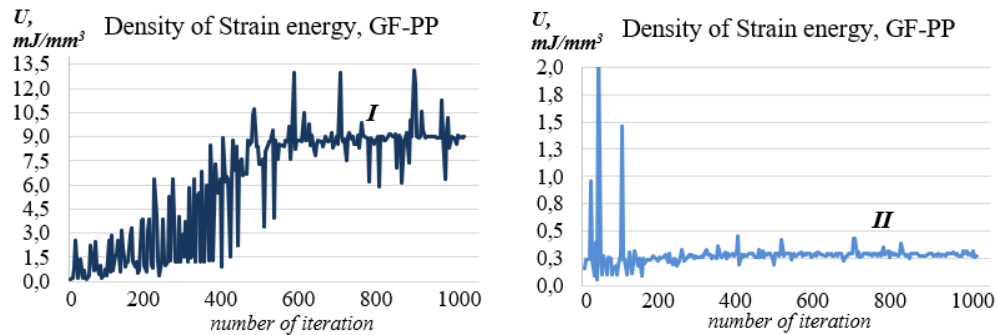 U,
mJ/mm³
Density of Strain energy, GF-PP
13,5
12,0
10,5
9,0
7,5
6,0
4,5
3,0
1,5
0,0
I
0 200 400 600 800 1000
number of iteration
U,
mJ/mm³
Density of Strain energy, GF-PP
2,0
1,8
1,5
1,3
1,0
0,8
0,5
0,3
0,0
II
0 200 400 600 800 1000
number of iteration